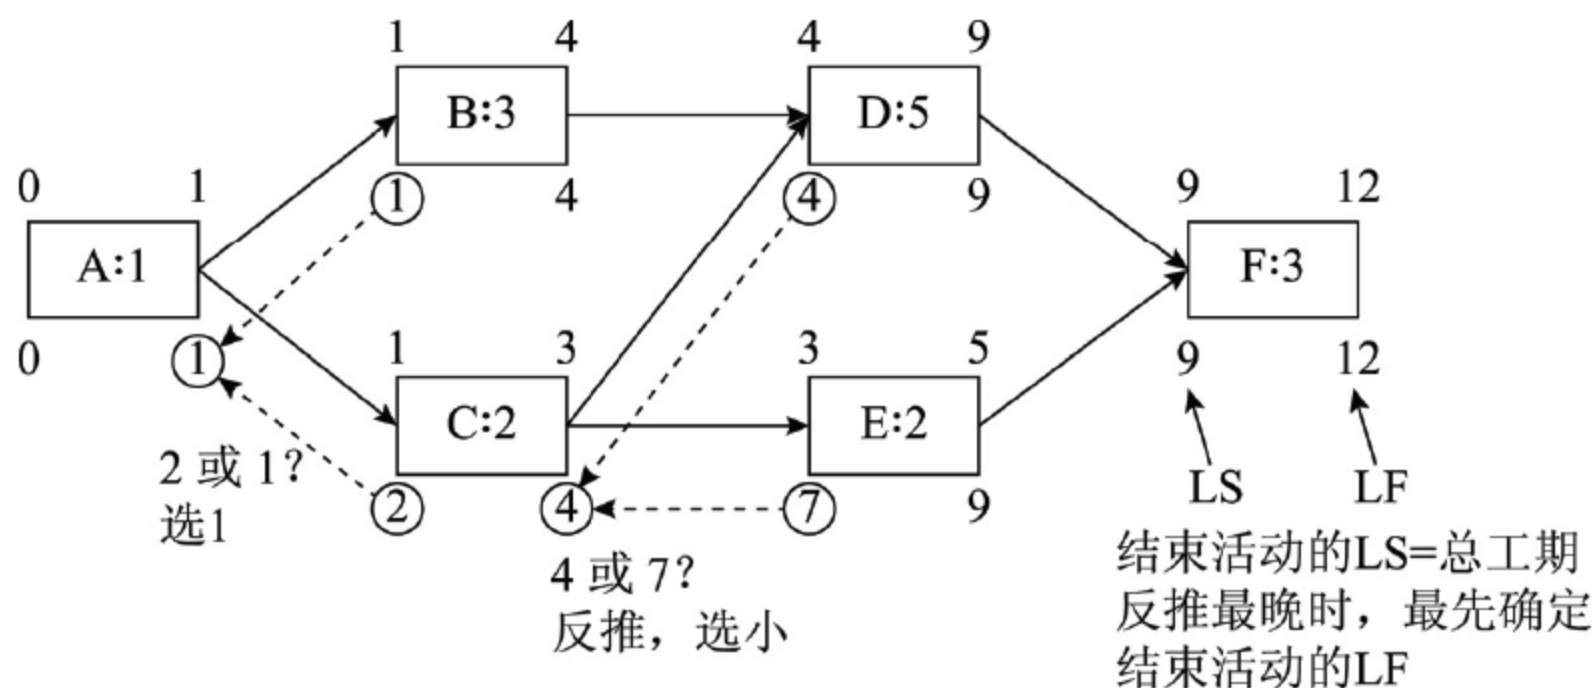 1 4 4 9
B:3 D:5
0 1 1 4 4 9 9 12
A:1 F:3
0 1 1 3 3 5 9 12
C:2 E:2
2 或 1? LS LF
选1 2 4 7 9
4 或 7? 结束活动的LS=总工期
反推,选小 反推最晚时,最先确定
结束活动的LF